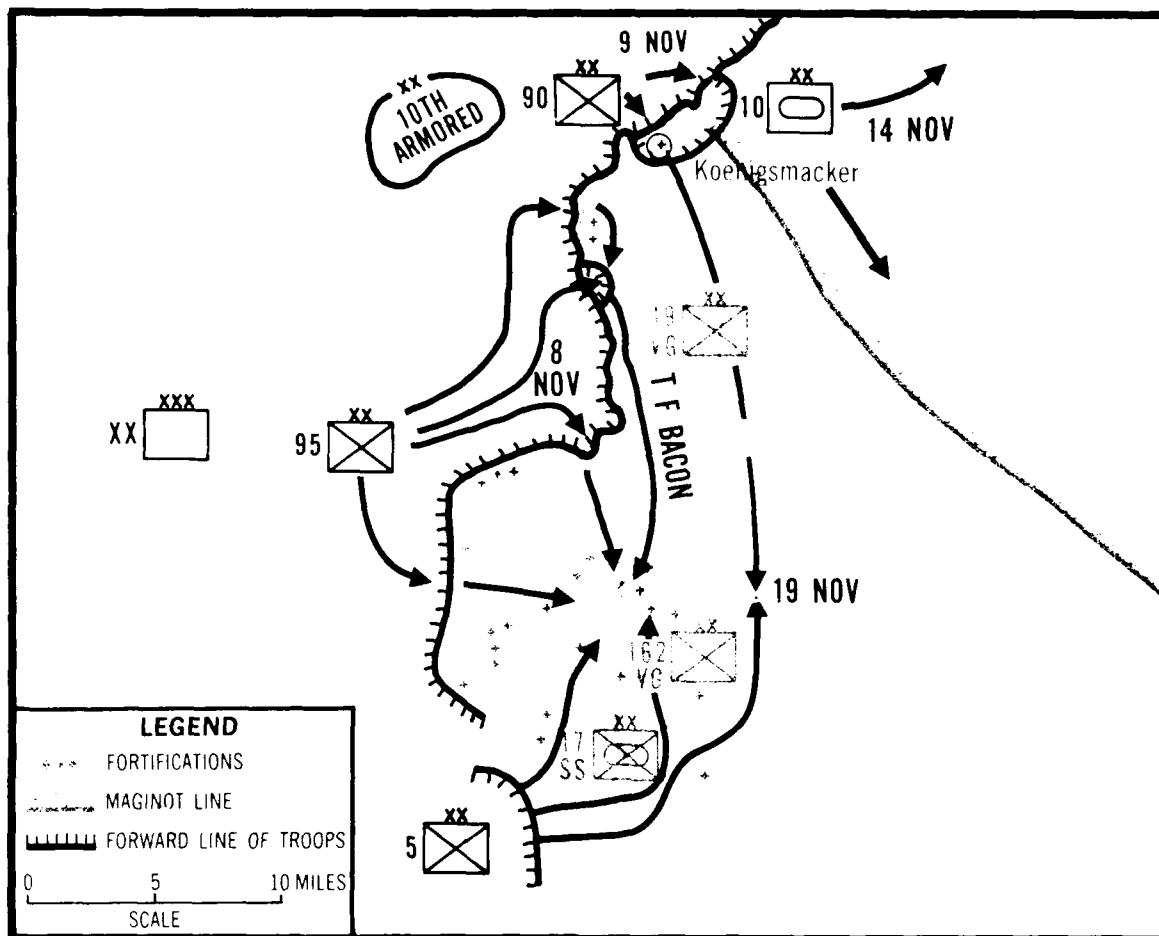 9 NOV
XX
90
XX
10TH
ARMORED
XX
10
14 NOV
Koenigsmacker
XX
19
VG
8
NOV
T F BACON
XXX
XX
XX
95
19 NOV
XX
162
VG
XX
17
SS
XX
5
LEGEND
FORTIFICATIONS
MAGINOT LINE
FORWARD LINE OF TROOPS
0 5 10 MILES
SCALE